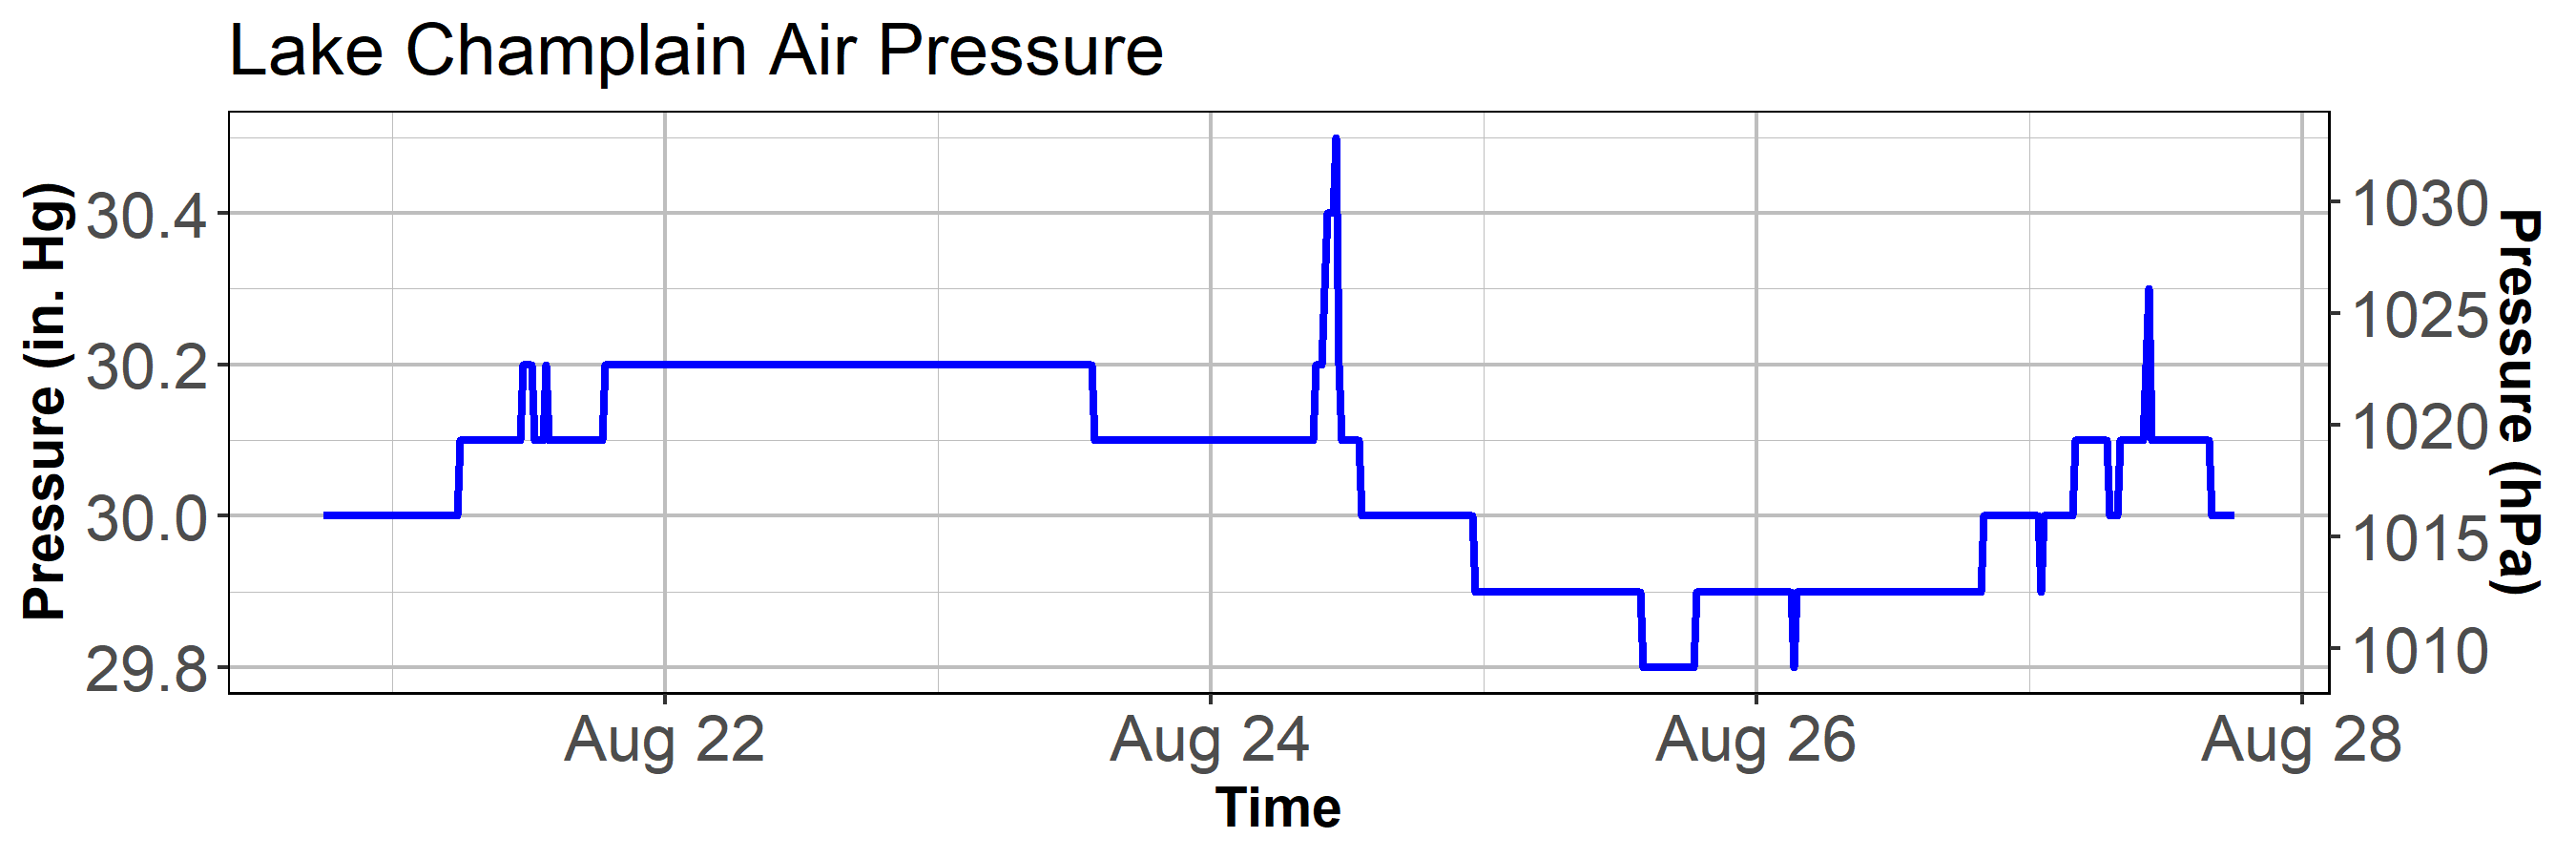 Lake Champlain Air Pressure
Pressure (in. Hg)
30.4
30.2
30.0
29.8
1030
1025
1020
1015
1010
Pressure (hPa)
Aug 22 Aug 24 Aug 26 Aug 28
Time